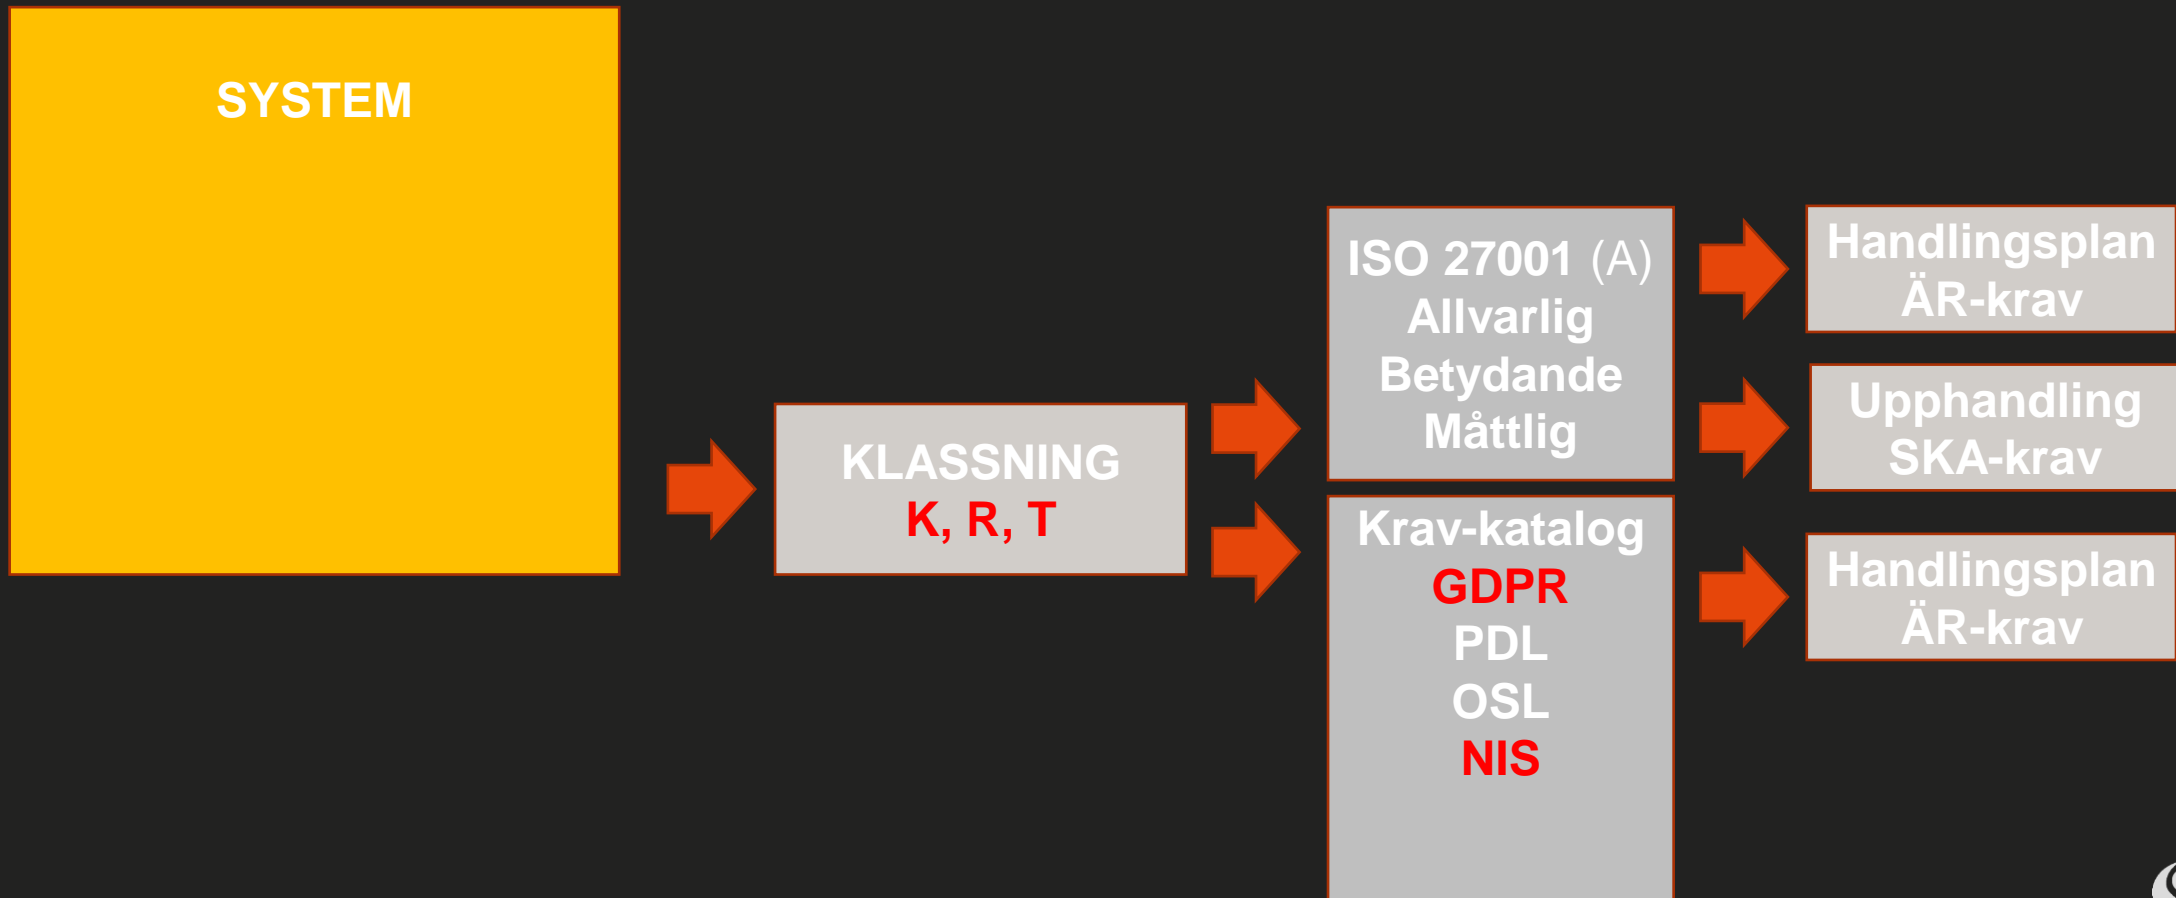 SYSTEM
KLASSNING
K, R, T
ISO 27001 (A)
Allvarlig
Betydande
Måttlig
Krav-katalog
GDPR
PDL
OSL
NIS
Handlingsplan
ÄR-krav
Upphandling
SKA-krav
Handlingsplan
ÄR-krav